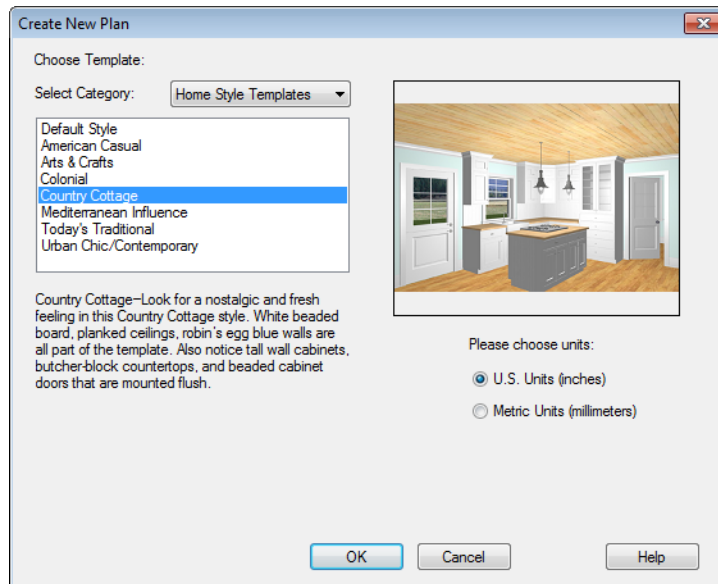 Create New Plan
Choose Template:
Select Category: Home Style Templates
Default Style
American Casual
Arts & Crafts
Colonial
Country Cottage
Mediterranean Influence
Today's Traditional
Urban Chic/Contemporary
Country Cottage–Look for a nostalgic and fresh
feeling in this Country Cottage style. White beaded
board, planked ceilings, robin's egg blue walls are
all part of the template. Also notice tall wall cabinets,
butcher-block countertops, and beaded cabinet
doors that are mounted flush.
Please choose units:
U.S. Units (inches)
Metric Units (millimeters)
OK Cancel Help